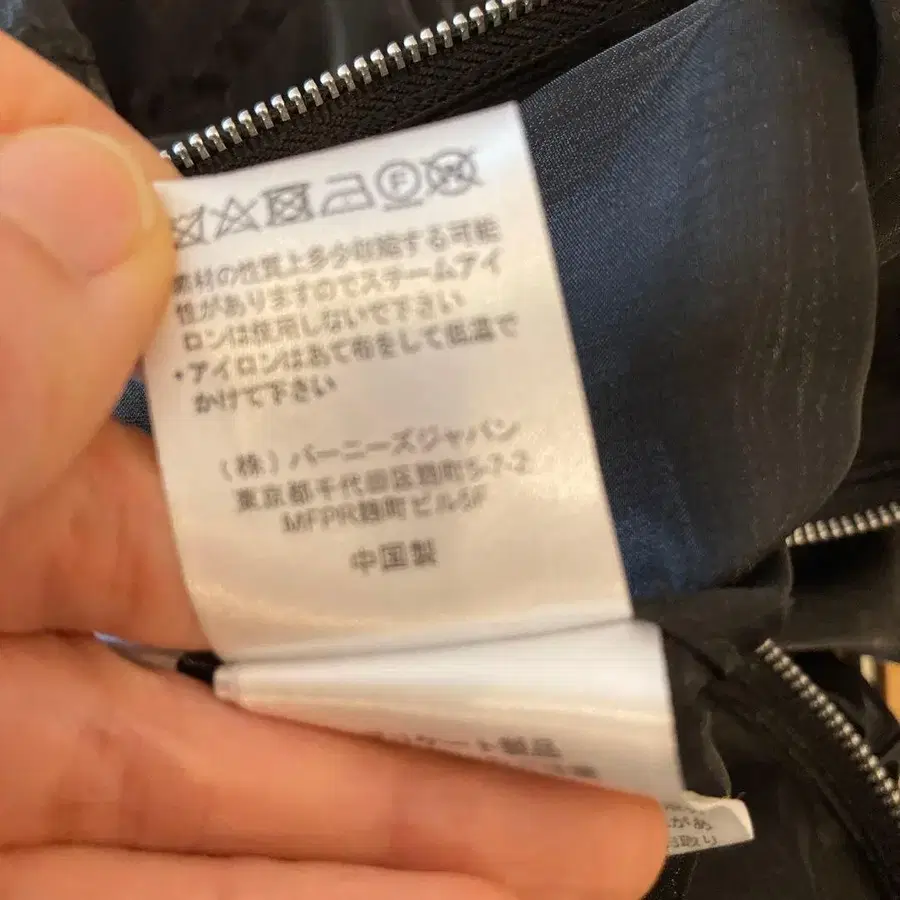 F
素材の性質上多少収縮する可能
性がありますのでスチームアイ
ロンは使用しないで下さい
・アイロンはあて布をして低温で
かけて下さい
(株)バーニーズジャパン
東京都千代田区麹町5-7-2
MFPR麹町ビル5F
中国製
ケート部品